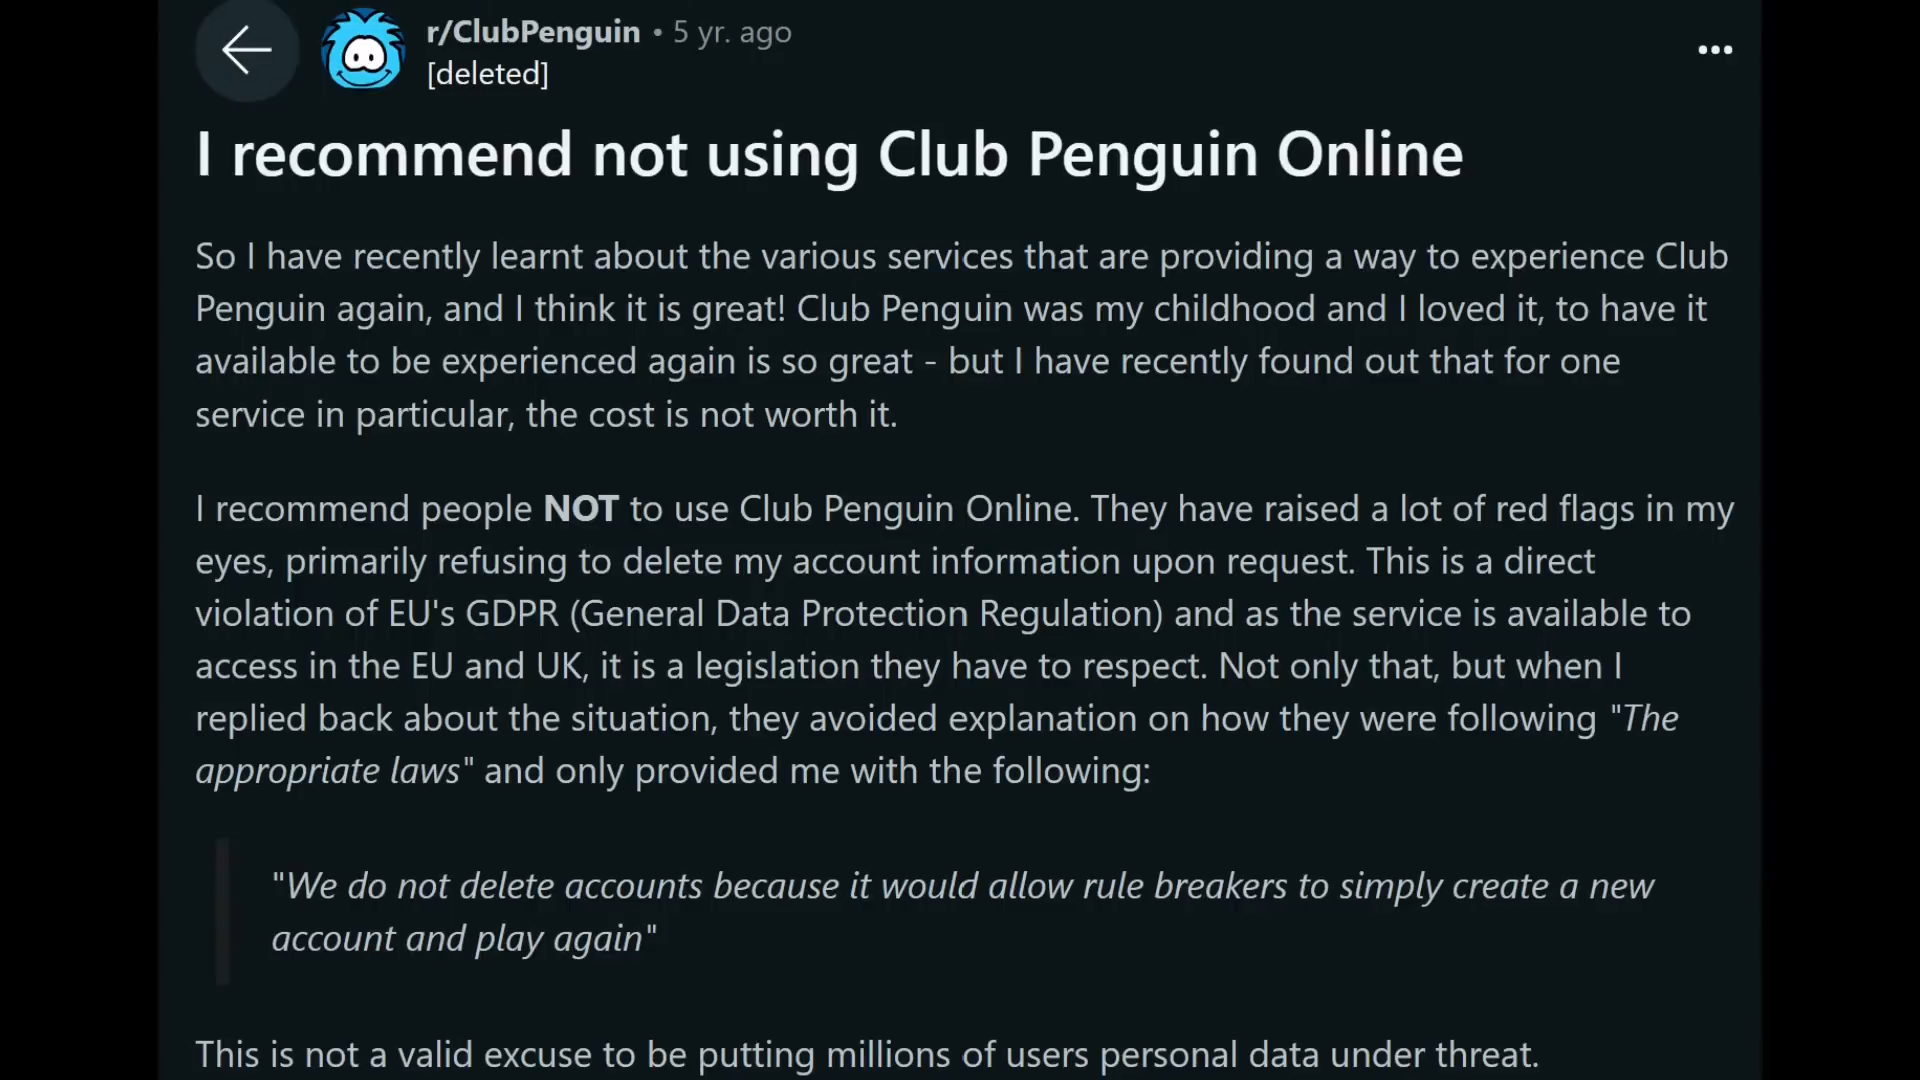 r/ClubPenguin • 5 yr. ago
[deleted]
I recommend not using Club Penguin Online
So I have recently learnt about the various services that are providing a way to experience Club
Penguin again, and I think it is great! Club Penguin was my childhood and I loved it, to have it
available to be experienced again is so great - but I have recently found out that for one
service in particular, the cost is not worth it.
I recommend people NOT to use Club Penguin Online. They have raised a lot of red flags in my
eyes, primarily refusing to delete my account information upon request. This is a direct
violation of EU's GDPR (General Data Protection Regulation) and as the service is available to
access in the EU and UK, it is a legislation they have to respect. Not only that, but when I
replied back about the situation, they avoided explanation on how they were following "The
appropriate laws" and only provided me with the following:
"We do not delete accounts because it would allow rule breakers to simply create a new
account and play again"
This is not a valid excuse to be putting millions of users personal data under threat.